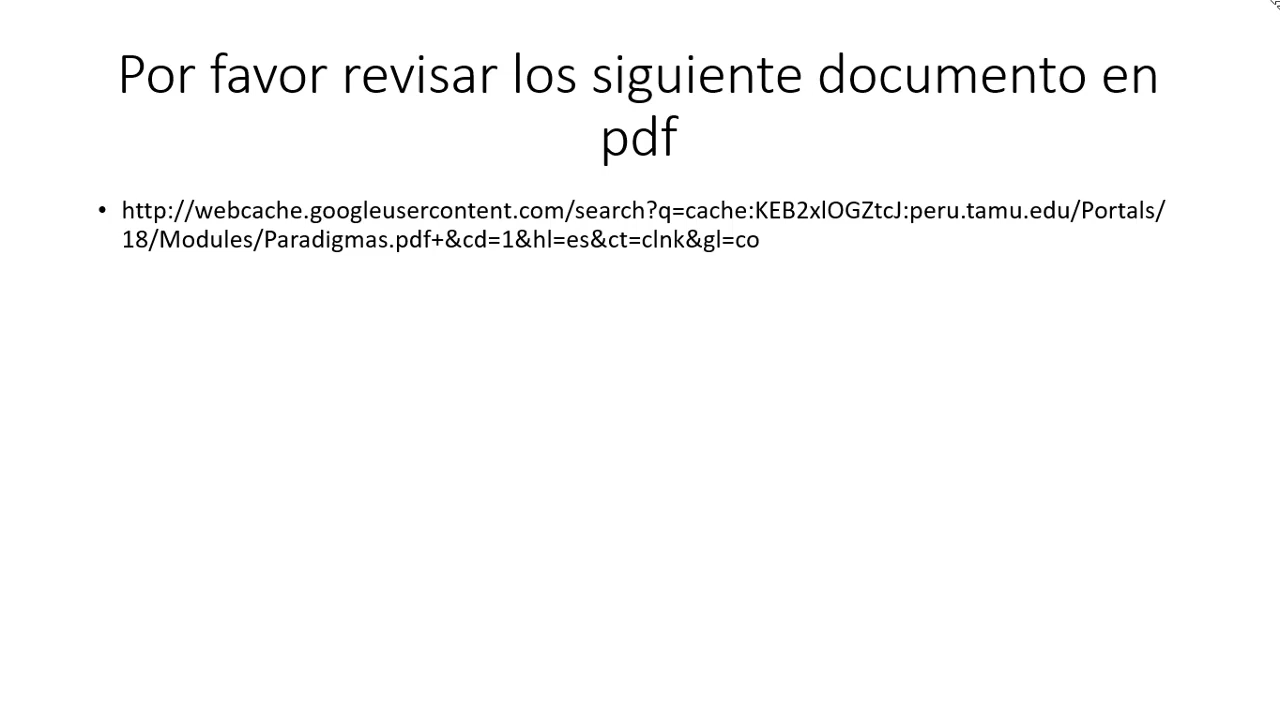 Por favor revisar los siguiente documento en
pdf
• http://webcache.googleusercontent.com/search?q=cache:KEB2xlOGZtcJ:peru.tamu.edu/Portals/
18/Modules/Paradigmas.pdf+&cd=1&hl=es&ct=clnk&gl=co